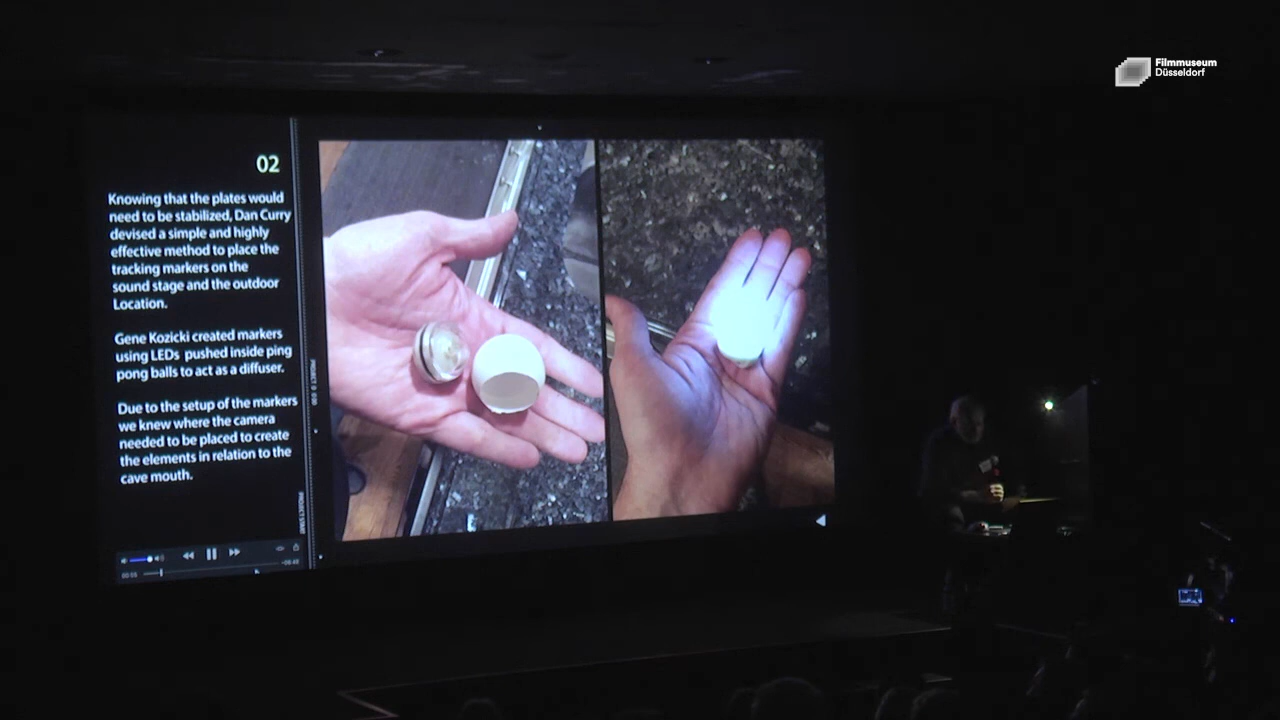 Filmmuseum
Düsseldorf
02
Knowing that the plates would
need to be stabilized, Dan Curry
devised a simple and highly
effective method to place the
tracking markers on the
sound stage and the outdoor
Location.
Gene Kozicki created markers
using LEDs pushed inside ping
pong balls to act as a diffuser.
Due to the setup of the markers
we knew where the camera
needed to be placed to create
the elements in relation to the
cave mouth.